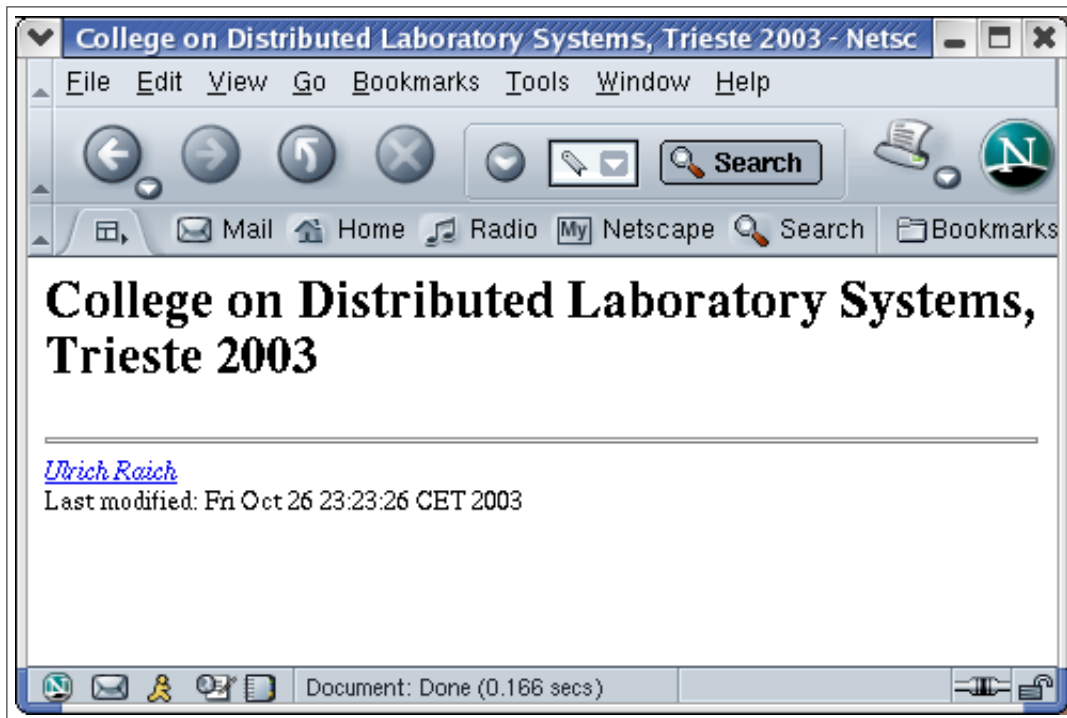 College on Distributed Laboratory Systems, Trieste 2003 - Netsc
File Edit View Go Bookmarks Tools Window Help
Search N
Mail Home Radio My Netscape Search Bookmarks
College on Distributed Laboratory Systems,
Trieste 2003
Ulrich Raich
Last modified: Fri Oct 26 23:23:26 CET 2003
N Document: Done (0.166 secs)